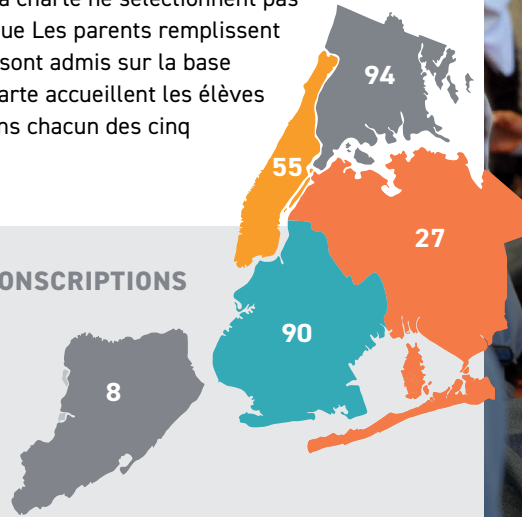 à charte ne sélectionnent pas
que Les parents remplissent
sont admis sur la base
arte accueillent les élèves
ns chacun des cinq
94
55
27
ONSCRIPTIONS
90
8